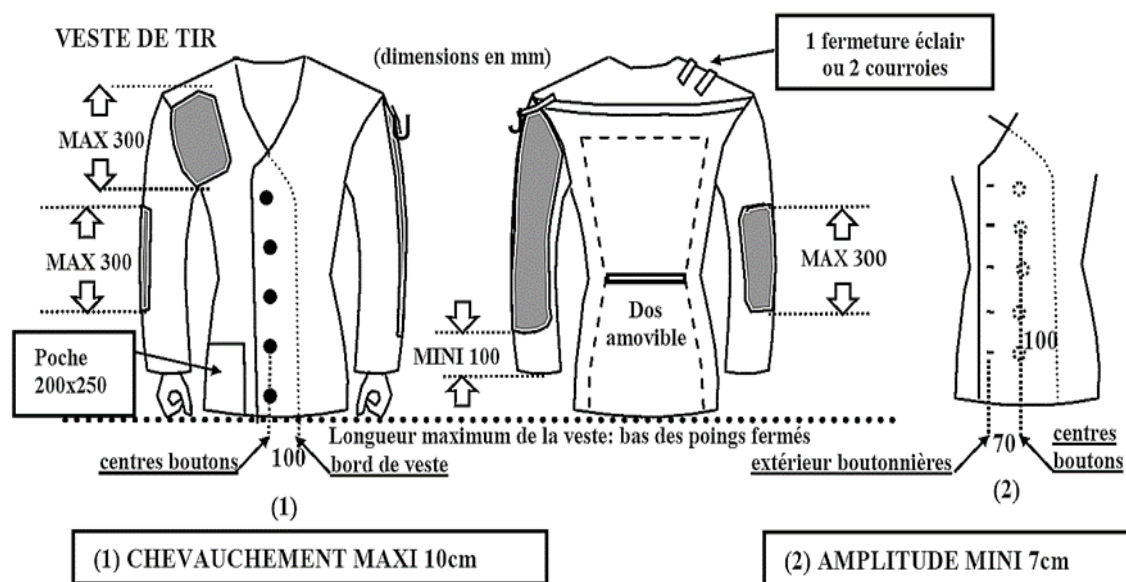 VESTE DE TIR
(dimensions en mm)
1 fermeture éclair
ou 2 courroies
MAX 300
MAX 300
MAX 300
Poche
200x250
MINI 100
Dos
amovible
100
Longueur maximum de la veste: bas des poings fermés
centres boutons
100
bord de veste
extérieur boutonnières
70
centres
boutons
(1)
(2)
(1) CHEVAUCHEMENT MAXI 10cm
(2) AMPLITUDE MINI 7cm